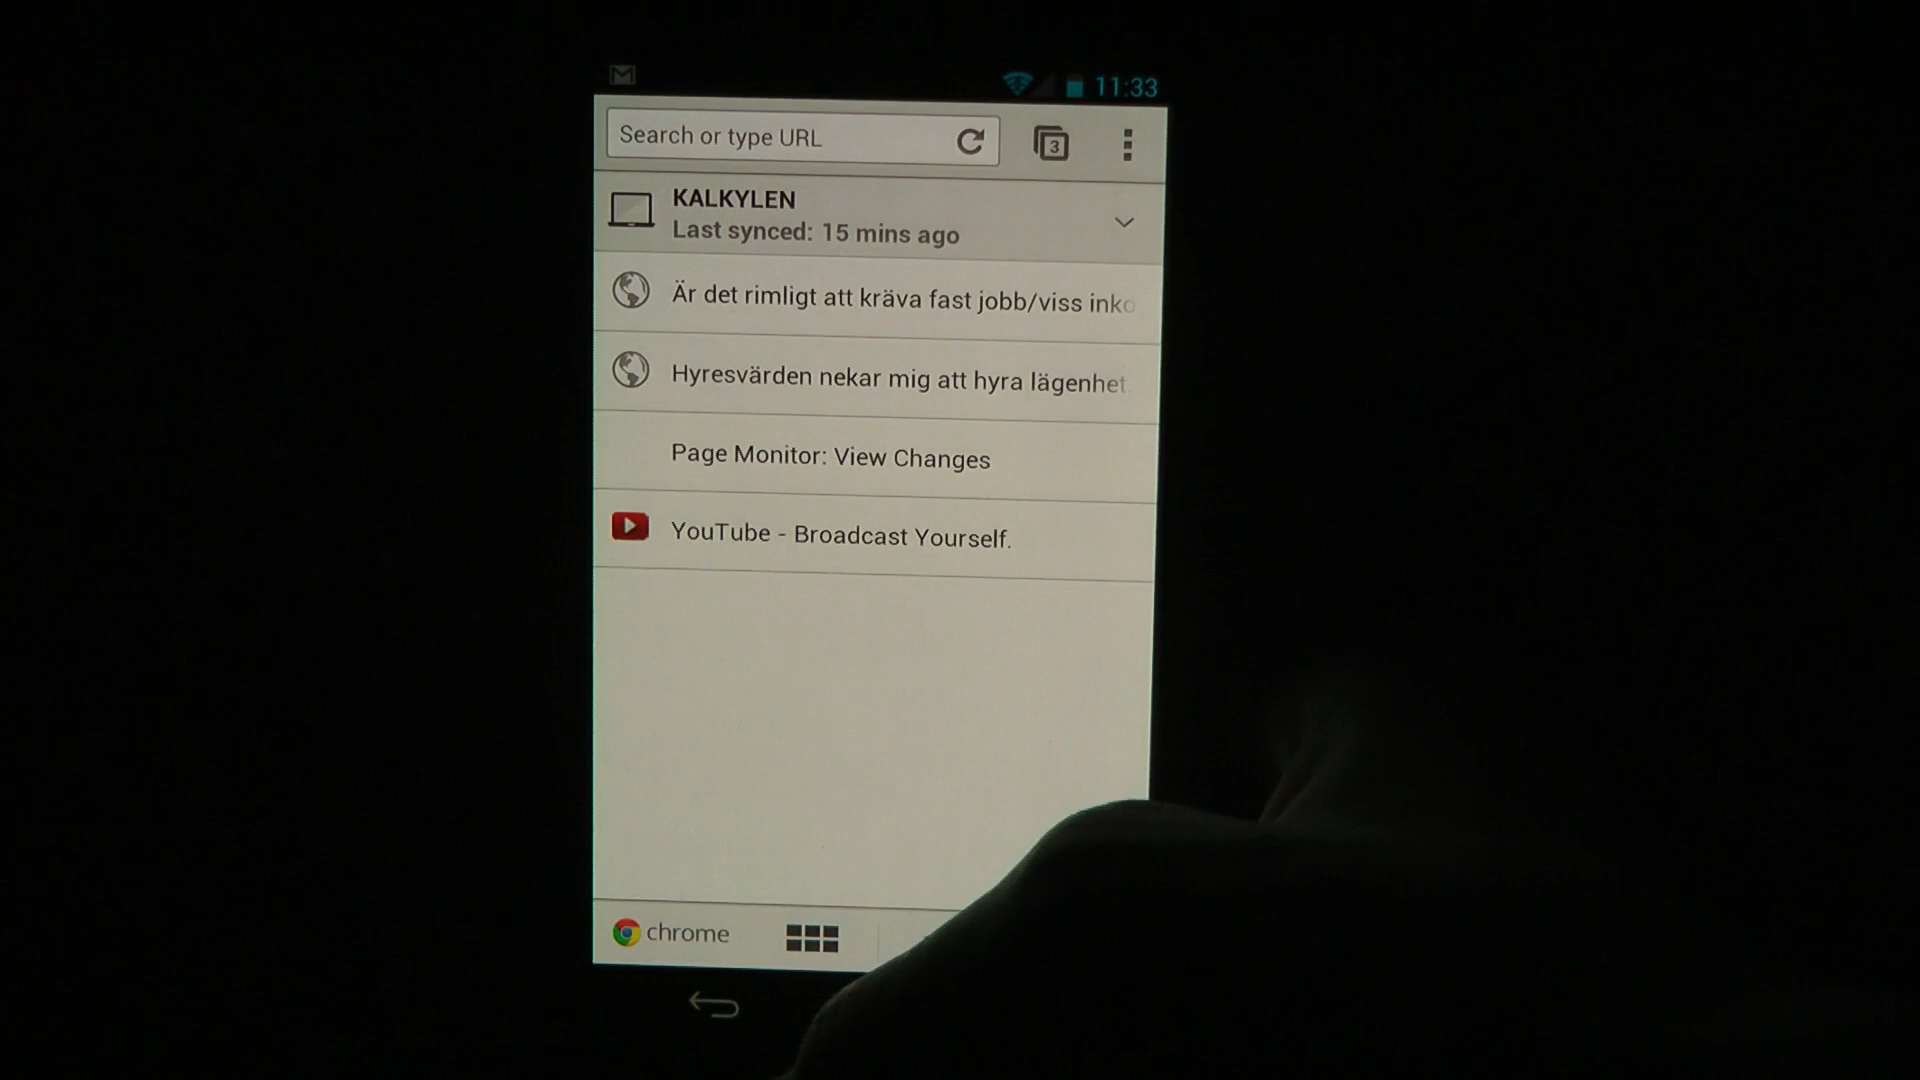 11:33
Search or type URL
3
KALKYLEN
Last synced: 15 mins ago
Är det rimligt att kräva fast jobb/viss inko
Hyresvärden nekar mig att hyra lägenhet
Page Monitor: View Changes
YouTube - Broadcast Yourself.
chrome